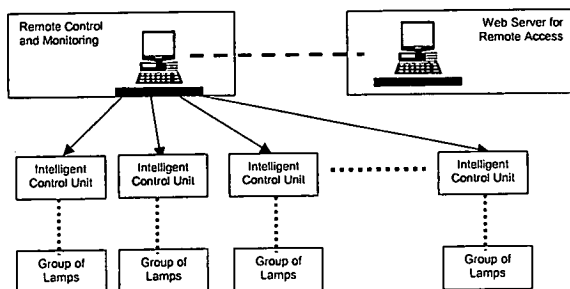 Remote Control
and Monitoring
Web Server for
Remote Access
Intelligent
Control Unit
Intelligent
Control Unit
Intelligent
Control Unit
Intelligent
Control Unit
Group of
Lamps
Group of
Lamps
Group of
Lamps
Group of
Lamps